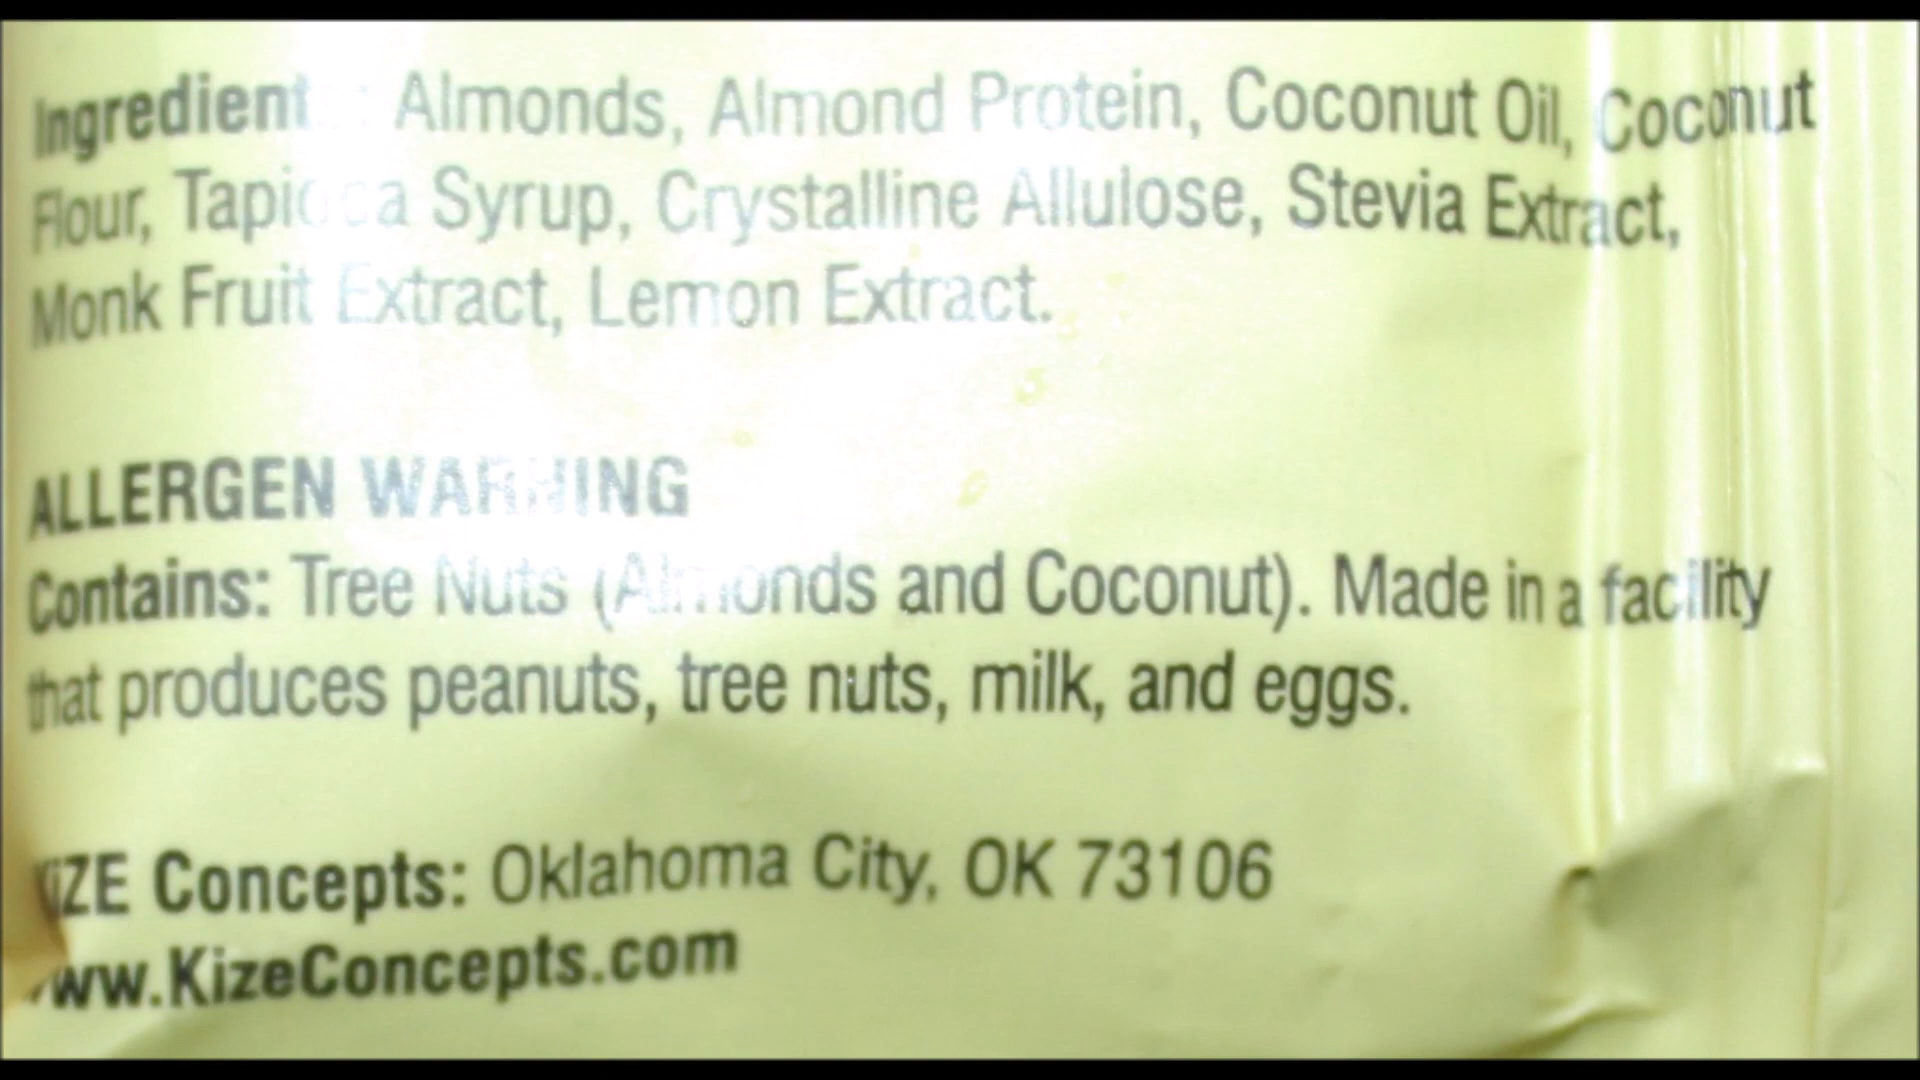 Ingredients: Almonds, Almond Protein, Coconut Oil, Coconut
Flour, Tapioca Syrup, Crystalline Allulose, Stevia Extract,
Monk Fruit Extract, Lemon Extract.
ALLERGEN WARNING
Contains: Tree Nuts (Almonds and Coconut). Made in a facility
that produces peanuts, tree nuts, milk, and eggs.
KIZE Concepts: Oklahoma City, OK 73106
www.KizeConcepts.com